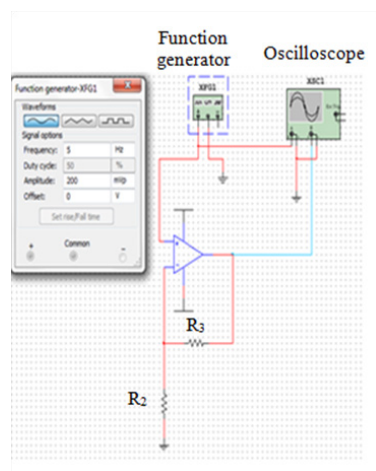 Function
generator
Oscilloscope
XFG1
XSC1
Function generator-XFG1
Waveforms
Signal options
Frequency: 5 Hz
Duty cycle: 50 %
Amplitude: 200 mVp
Offset: 0 V
Set rise/Fall time
+ Common −
R₃
R₂